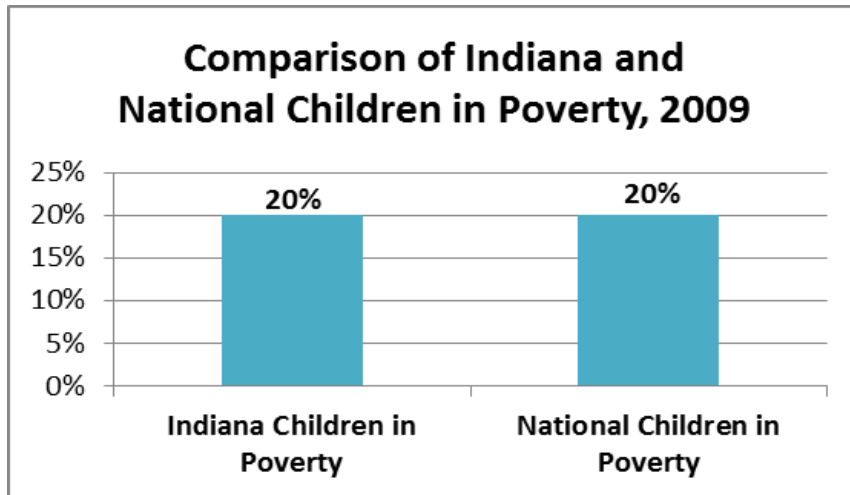 Comparison of Indiana and
National Children in Poverty, 2009
25%
20%
15%
10%
5%
0%
20%
20%
Indiana Children in
Poverty
National Children in
Poverty